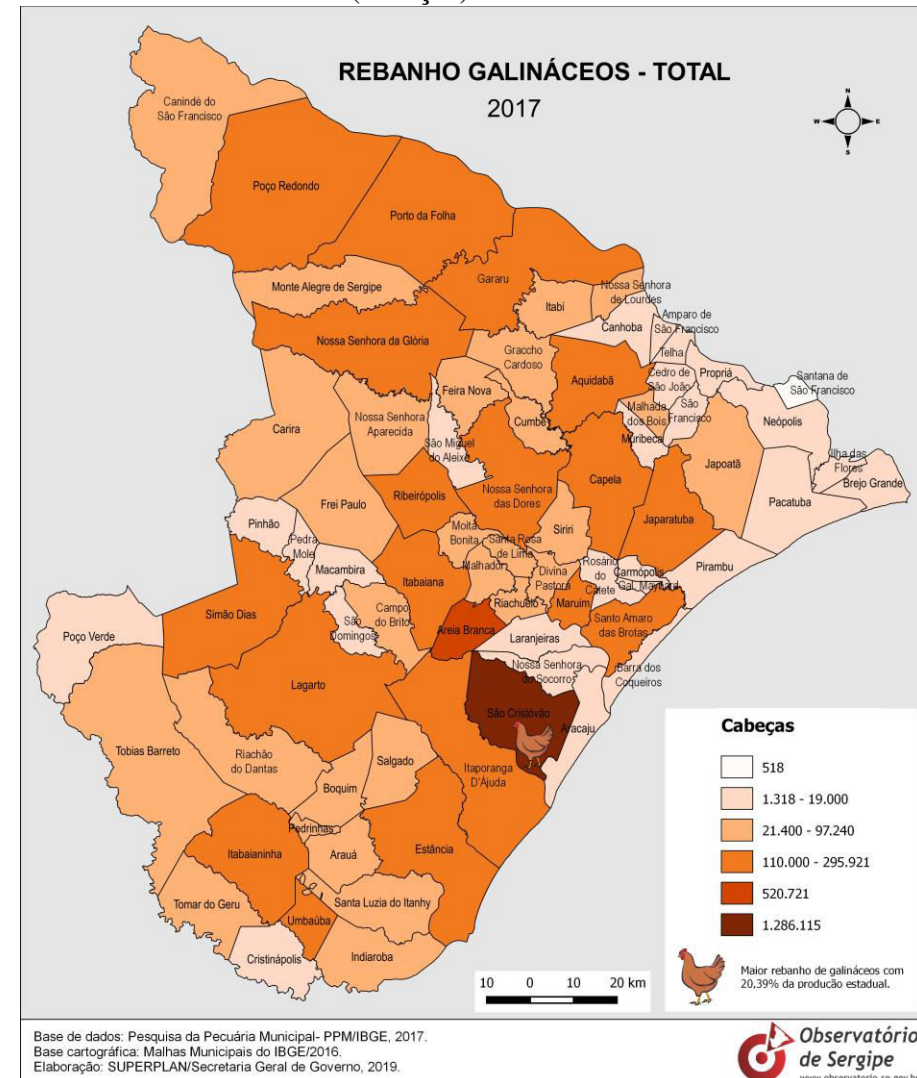 REBANHO GALINÁCEOS - TOTAL
2017
N
W
E
S
Canindé do
São Francisco
Poço Redondo
Porto da Folha
Monte Alegre de Sergipe
Gararu
Nossa Senhora
de Lourdes
Itabi
Amparo de
São Francisco
Canhoba
Nossa Senhora da Glória
Graccho
Cardoso
Telha
Aquidabã
Cedro de
São João
Propriá
Santana de
São Francisco
Feira Nova
Carira
Nossa Senhora
Aparecida
Cumbe
Malhada
dos Bois
São
Francisco
Neópolis
São Miguel
do Aleixo
Muribeca
Japoatã
Ilha das
Flores
Brejo Grande
Frei Paulo
Ribeirópolis
Nossa Senhora
das Dores
Capela
Pacatuba
Pinhão
Pedra
Mole
Moita
Bonita
Santa Rosa
de Lima
Siriri
Japaratuba
Macambira
Itabaiana
Malhador
Divina
Pastora
Rosário
do
Catete
Carmópolis
Gal. Maynard
Pirambu
Simão Dias
São
Domingos
Campo
do Brito
Riachuelo
Maruim
Santo Amaro
das Brotas
Poço Verde
Areia Branca
Laranjeiras
Nossa Senhora
do Socorro
Barra dos
Coqueiros
Lagarto
São Cristóvão
Aracaju
Tobias Barreto
Riachão
do Dantas
Salgado
Itaporanga
D'Ajuda
Boquim
Pedrinhas
Itabaianinha
Arauá
Estância
Tomar do Geru
Santa Luzia do Itanhy
Umbaúba
Cristinápolis
Indiaroba
Cabeças
518
1.318 - 19.000
21.400 - 97.240
110.000 - 295.921
520.721
1.286.115
Maior rebanho de galináceos com
20,39% da produção estadual.
10 0 10 20 km
Base de dados: Pesquisa da Pecuária Municipal- PPM/IBGE, 2017.
Base cartográfica: Malhas Municipais do IBGE/2016.
Elaboração: SUPERPLAN/Secretaria Geral de Governo, 2019.
Observatório
de Sergipe